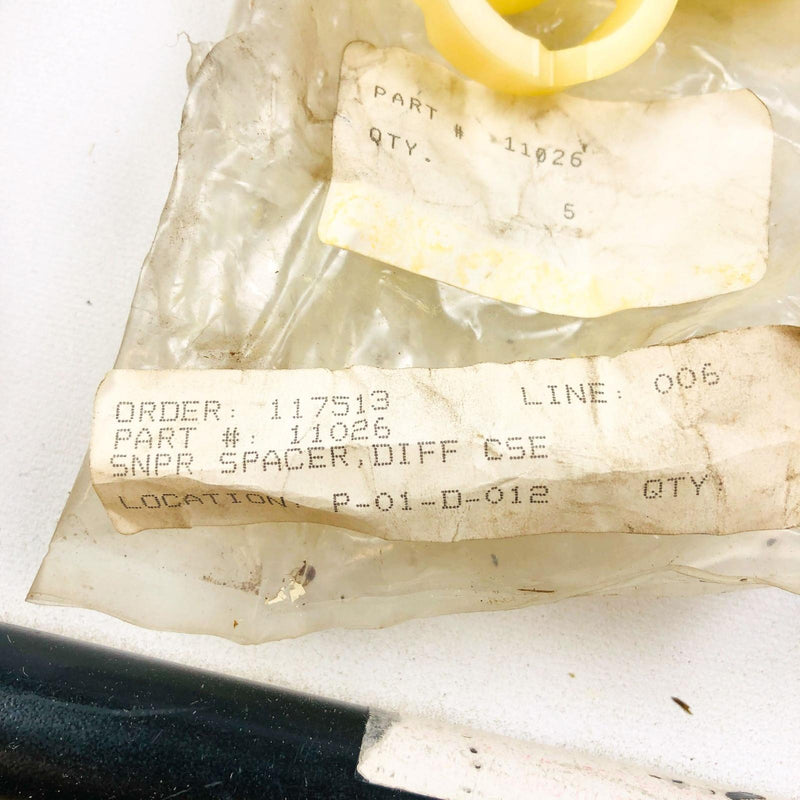 PART # 11026
QTY. 5
ORDER: 117513 LINE: 006
PART #: 11026
SNPR SPACER,DIFF CSE
LOCATION: P-01-D-012 QTY